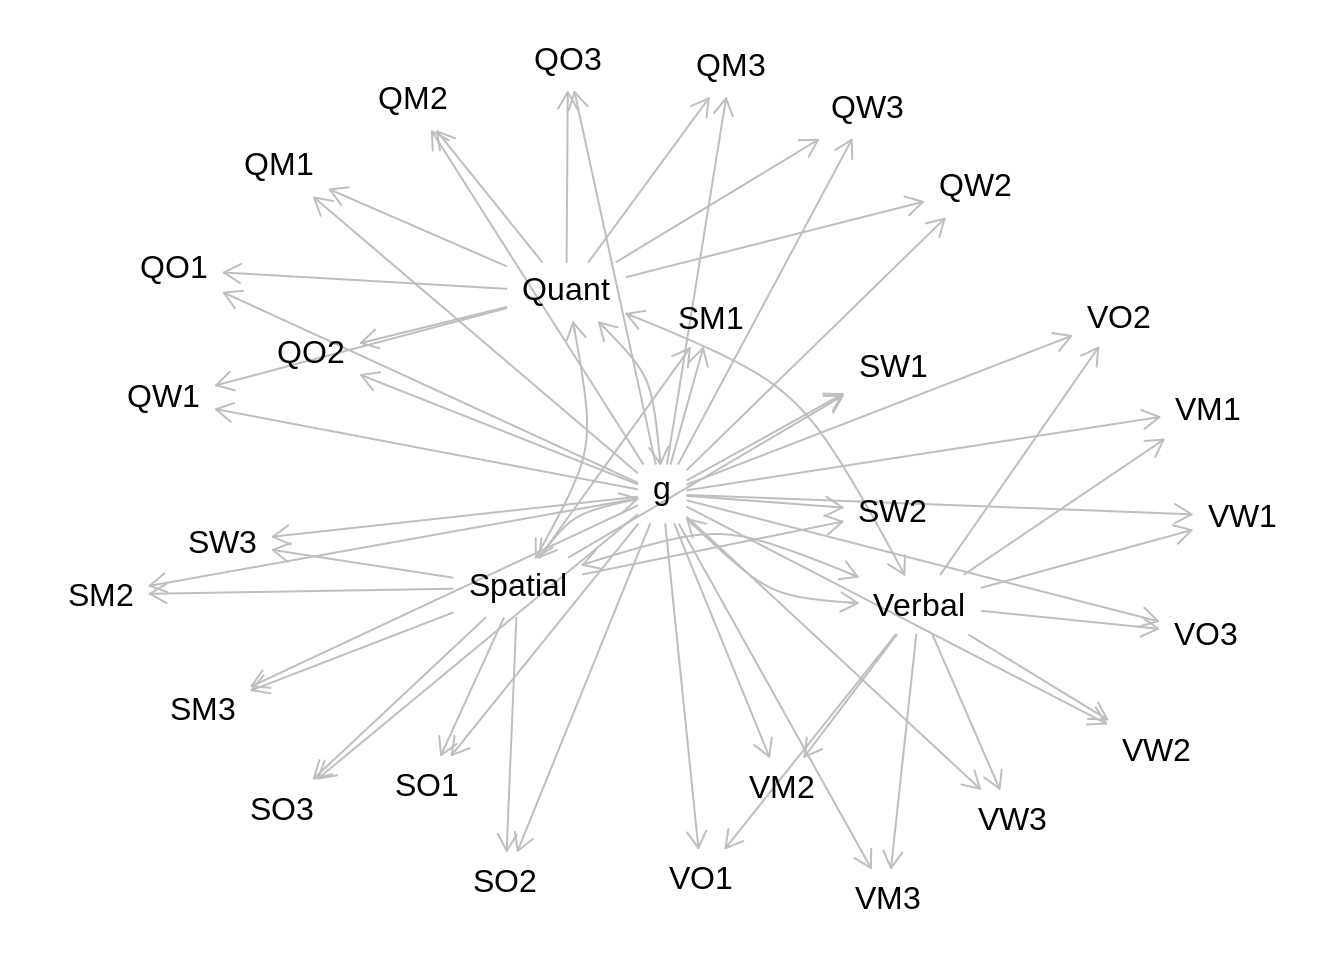 QO3
QM3
QM2
QW3
QM1
QW2
QO1
Quant
SM1
VO2
QO2
SW1
QW1
VM1
g
SW2
VW1
SW3
Spatial
SM2
Verbal
VO3
SM3
VW2
SO1
VM2
SO3
VW3
SO2
VO1
VM3